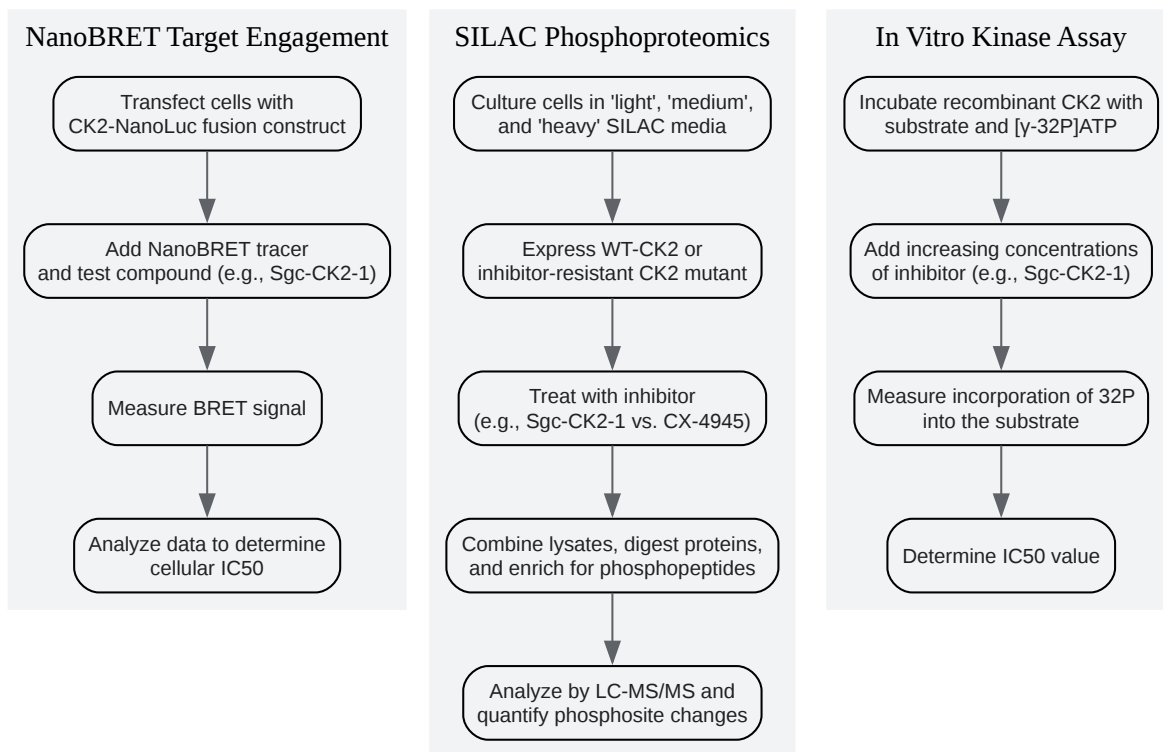 NanoBRET Target Engagement
Transfect cells with
CK2-NanoLuc fusion construct
Add NanoBRET tracer
and test compound (e.g., Sgc-CK2-1)
Measure BRET signal
Analyze data to determine
cellular IC50
SILAC Phosphoproteomics
Culture cells in 'light', 'medium',
and 'heavy' SILAC media
Express WT-CK2 or
inhibitor-resistant CK2 mutant
Treat with inhibitor
(e.g., Sgc-CK2-1 vs. CX-4945)
Combine lysates, digest proteins,
and enrich for phosphopeptides
Analyze by LC-MS/MS and
quantify phosphosite changes
In Vitro Kinase Assay
Incubate recombinant CK2 with
substrate and [γ-32P]ATP
Add increasing concentrations
of inhibitor (e.g., Sgc-CK2-1)
Measure incorporation of 32P
into the substrate
Determine IC50 value